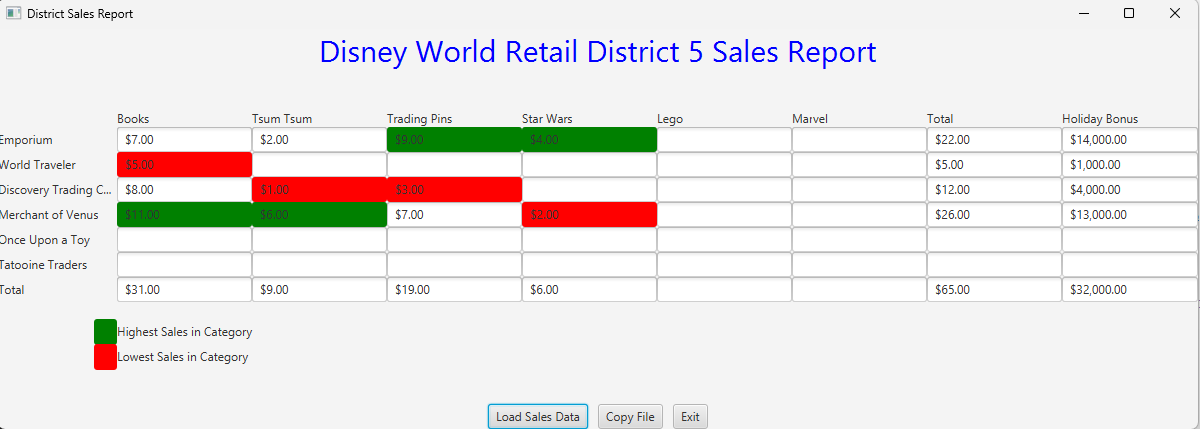 District Sales Report
Disney World Retail District 5 Sales Report
Books Tsum Tsum Trading Pins Star Wars Lego Marvel Total Holiday Bonus
Emporium $7.00 $2.00 $9.00 $4.00 $22.00 $14,000.00
World Traveler $5.00 $5.00 $1,000.00
Discovery Trading C... $8.00 $1.00 $3.00 $12.00 $4,000.00
Merchant of Venus $11.00 $6.00 $7.00 $2.00 $26.00 $13,000.00
Once Upon a Toy
Tatooine Traders
Total $31.00 $9.00 $19.00 $6.00 $65.00 $32,000.00
Highest Sales in Category
Lowest Sales in Category
Load Sales Data Copy File Exit